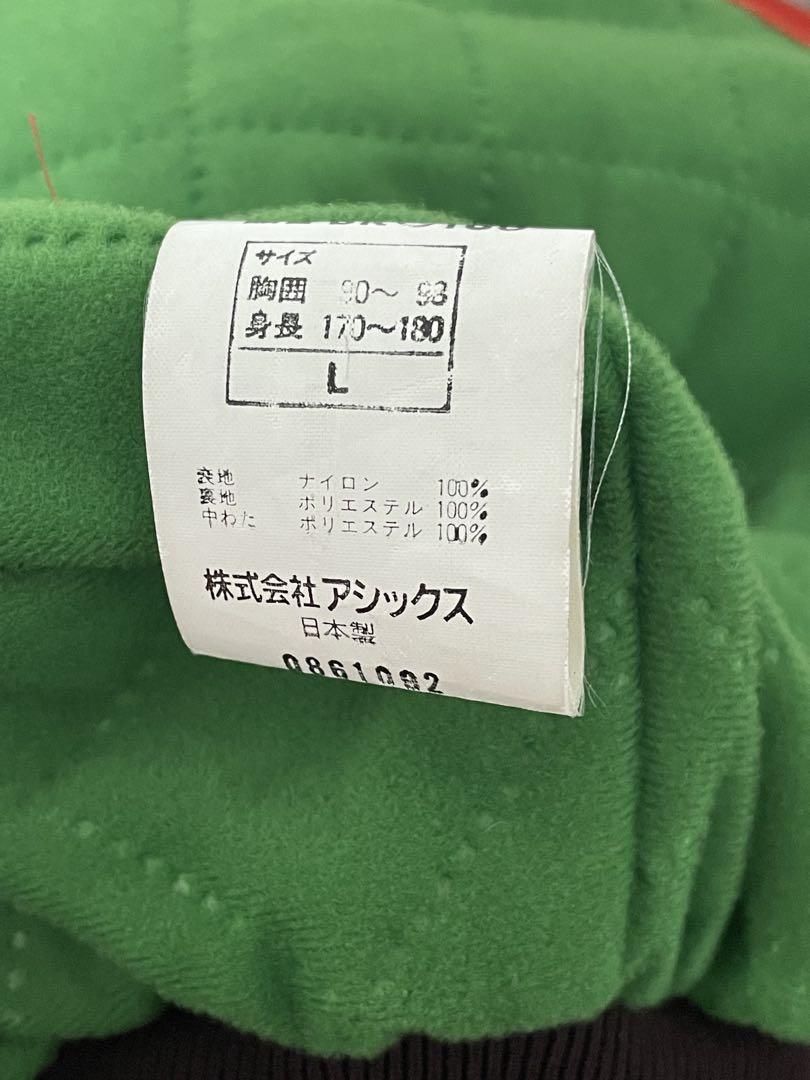 サイズ
胸囲 90～ 98
身長 170～180
L
表地 ナイロン 100%
裏地 ポリエステル 100%
中わた ポリエステル 100%
株式会社アシックス
日本製